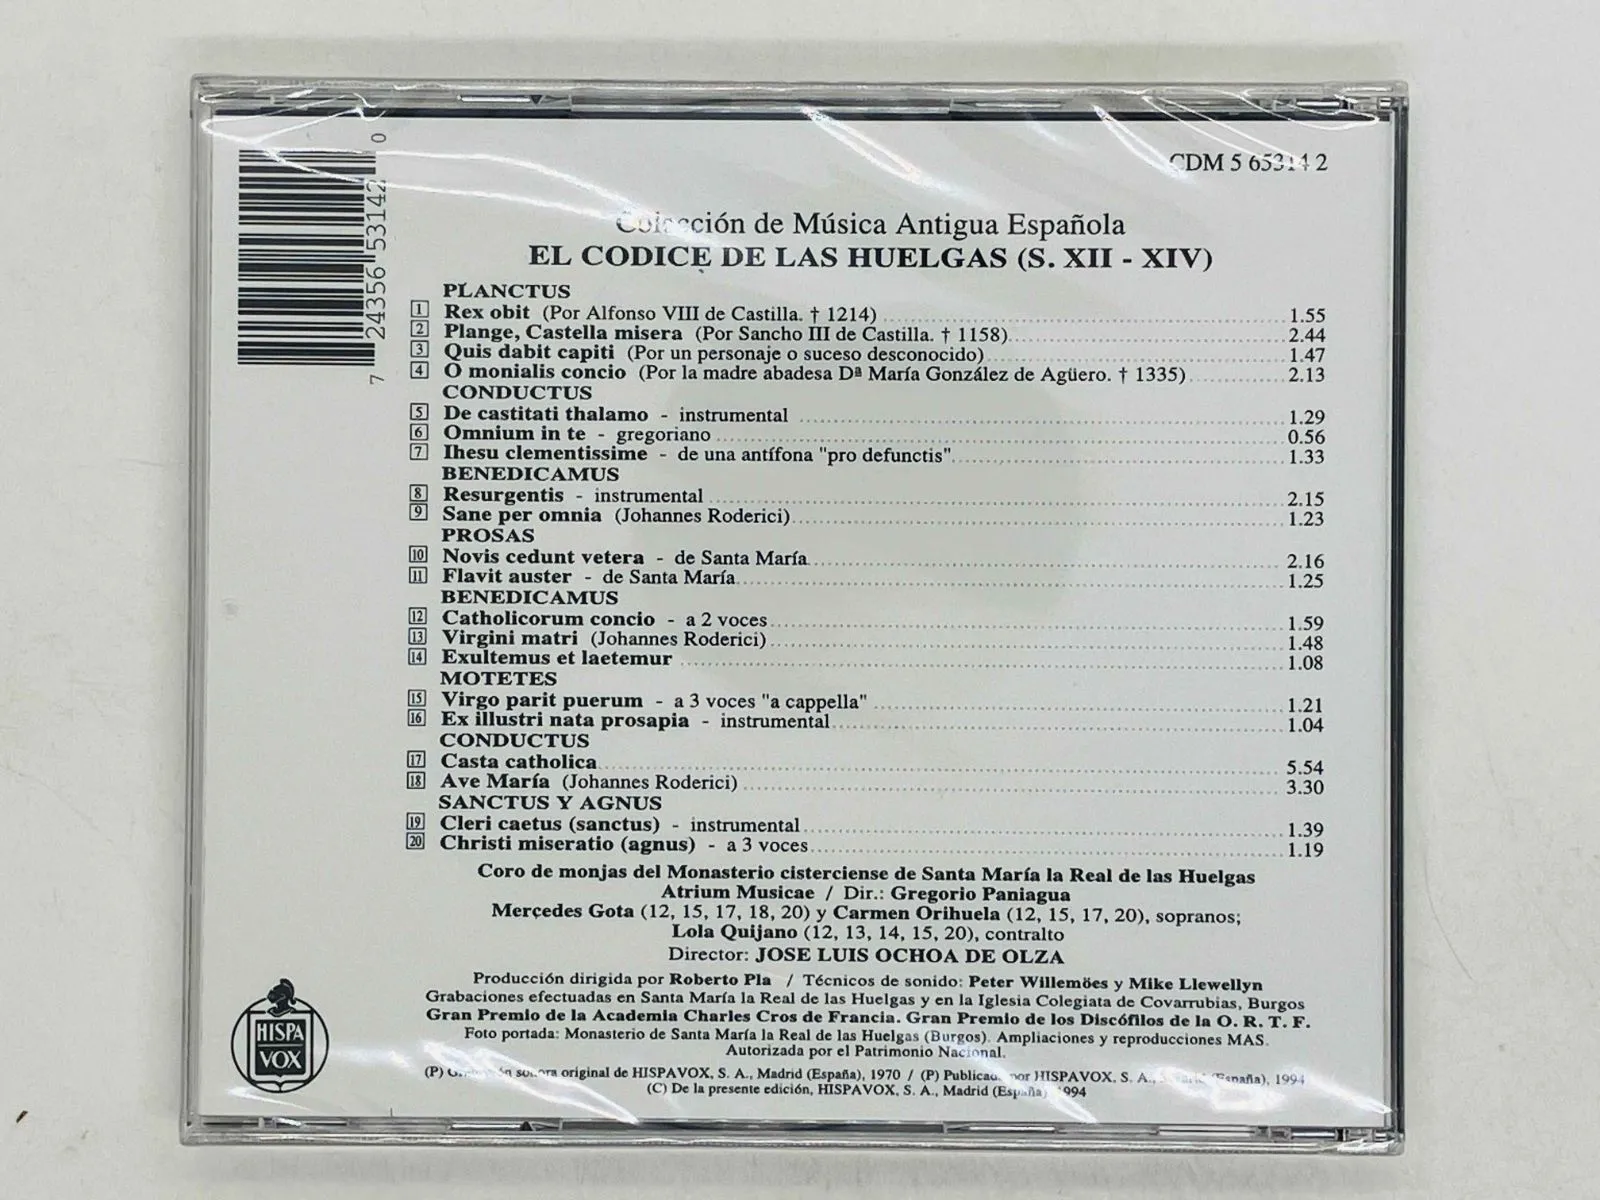 CDM 5 65314 2
7 24356 53142 0
Colección de Música Antigua Española
EL CODICE DE LAS HUELGAS (S. XII - XIV)
PLANCTUS
1 Rex obit (Por Alfonso VIII de Castilla. † 1214) 1.55
2 Plange, Castella misera (Por Sancho III de Castilla. † 1158) 2.44
3 Quis dabit capiti (Por un personaje o suceso desconocido) 1.47
4 O monialis concio (Por la madre abadesa Dª María González de Agüero. † 1335) 2.13
CONDUCTUS
5 De castitati thalamo - instrumental 1.29
6 Omnium in te - gregoriano 0.56
7 Ihesu clementissime - de una antífona "pro defunctis" 1.33
BENEDICAMUS
8 Resurgentis - instrumental 2.15
9 Sane per omnia (Johannes Roderici) 1.23
PROSAS
10 Novis cedunt vetera - de Santa María 2.16
11 Flavit auster - de Santa María 1.25
BENEDICAMUS
12 Catholicorum concio - a 2 voces 1.59
13 Virgini matri (Johannes Roderici) 1.48
14 Exultemus et laetemur 1.08
MOTETES
15 Virgo parit puerum - a 3 voces "a cappella" 1.21
16 Ex illustri nata prosapia - instrumental 1.04
CONDUCTUS
17 Casta catholica 5.54
18 Ave María (Johannes Roderici) 3.30
SANCTUS Y AGNUS
19 Cleri caetus (sanctus) - instrumental 1.39
20 Christi miseratio (agnus) - a 3 voces 1.19
Coro de monjas del Monasterio cisterciense de Santa María la Real de las Huelgas
Atrium Musicae / Dir.: Gregorio Paniagua
Mercedes Gota (12, 15, 17, 18, 20) y Carmen Orihuela (12, 15, 17, 20), sopranos;
Lola Quijano (12, 13, 14, 15, 20), contralto
Director: JOSE LUIS OCHOA DE OLZA
Producción dirigida por Roberto Pla / Técnicos de sonido: Peter Willemöes y Mike Llewellyn
Grabaciones efectuadas en Santa María la Real de las Huelgas y en la Iglesia Colegiata de Covarrubias, Burgos
Gran Premio de la Academia Charles Cros de Francia. Gran Premio de los Discófilos de la O. R. T. F.
Foto portada: Monasterio de Santa María la Real de las Huelgas (Burgos). Ampliaciones y reproducciones MAS.
Autorizada por el Patrimonio Nacional.
(P) sonora original de HISPAVOX, S. A., Madrid (España), 1970 / (P) Publicado por HISPAVOX, S. A., (España), 1994
(C) De la presente edición, HISPAVOX, S. A., Madrid (España) 1994
HISPA
VOX